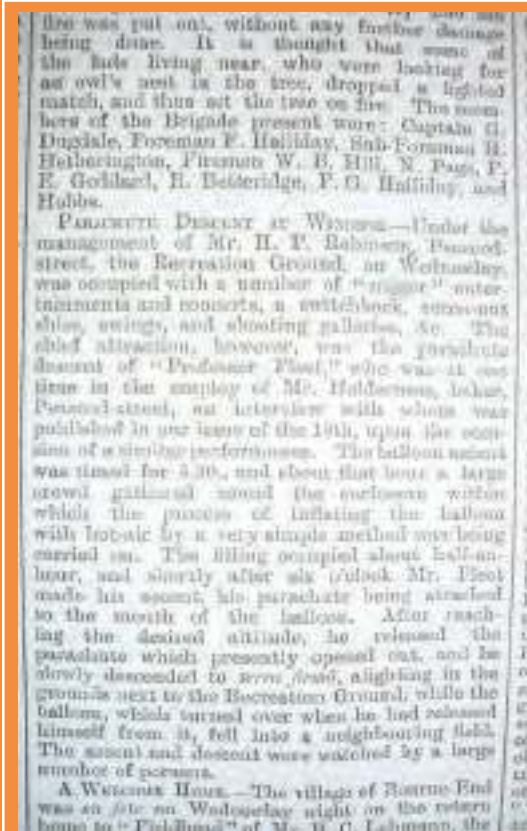 fire was put out, without any further damage
being done. It is thought that some of
the lads living near, who were looking for
an owl's nest in the tree, dropped a lighted
match, and thus set the tree on fire. The mem-
bers of the Brigade present were: Captain G.
Dugdale, Foreman F. Halliday, Sub-Foreman R.
Hetherington, Firemen W. B. Hill, N. Page, P.
E. Goddard, R. Betteridge, F. G. Halliday, and
Hobbs.
PARACHUTE DESCENT AT WINDSOR.—Under the
management of Mr. H. P. Robinson, Peascod-
street, the Recreation Ground, on Wednesday,
was occupied with a number of enter-
tainments and concerts, a switchback,
swings, and shooting galleries, &c. The
chief attraction, however, was the parachute
descent of "Professor Fleet," who was at one
time in the employ of Mr. Holderness, baker,
Peascod-street, an interview with whom was
published in our issue of the 19th, upon the occa-
sion of a similar performance. The balloon ascent
was timed for 5.30, and about that hour a large
crowd gathered round the enclosure within
which the process of inflating the balloon
with hot air by a very simple method was being
carried on. The filling occupied about half-an-
hour, and shortly after six o'clock Mr. Fleet
made his ascent, his parachute being attached
to the mouth of the balloon. After reach-
ing the desired altitude, he released the
parachute which presently opened out, and he
slowly descended to terra firma, alighting in the
grounds next to the Recreation Ground, while the
balloon, which turned over when he had released
himself from it, fell into a neighbouring field.
The ascent and descent were watched by a large
number of persons.
A WELCOME HOME.—The village of Bourne End
was en fête on Wednesday night on the return
home to "Fieldhead" of Mr. R. C. Lehmann, the